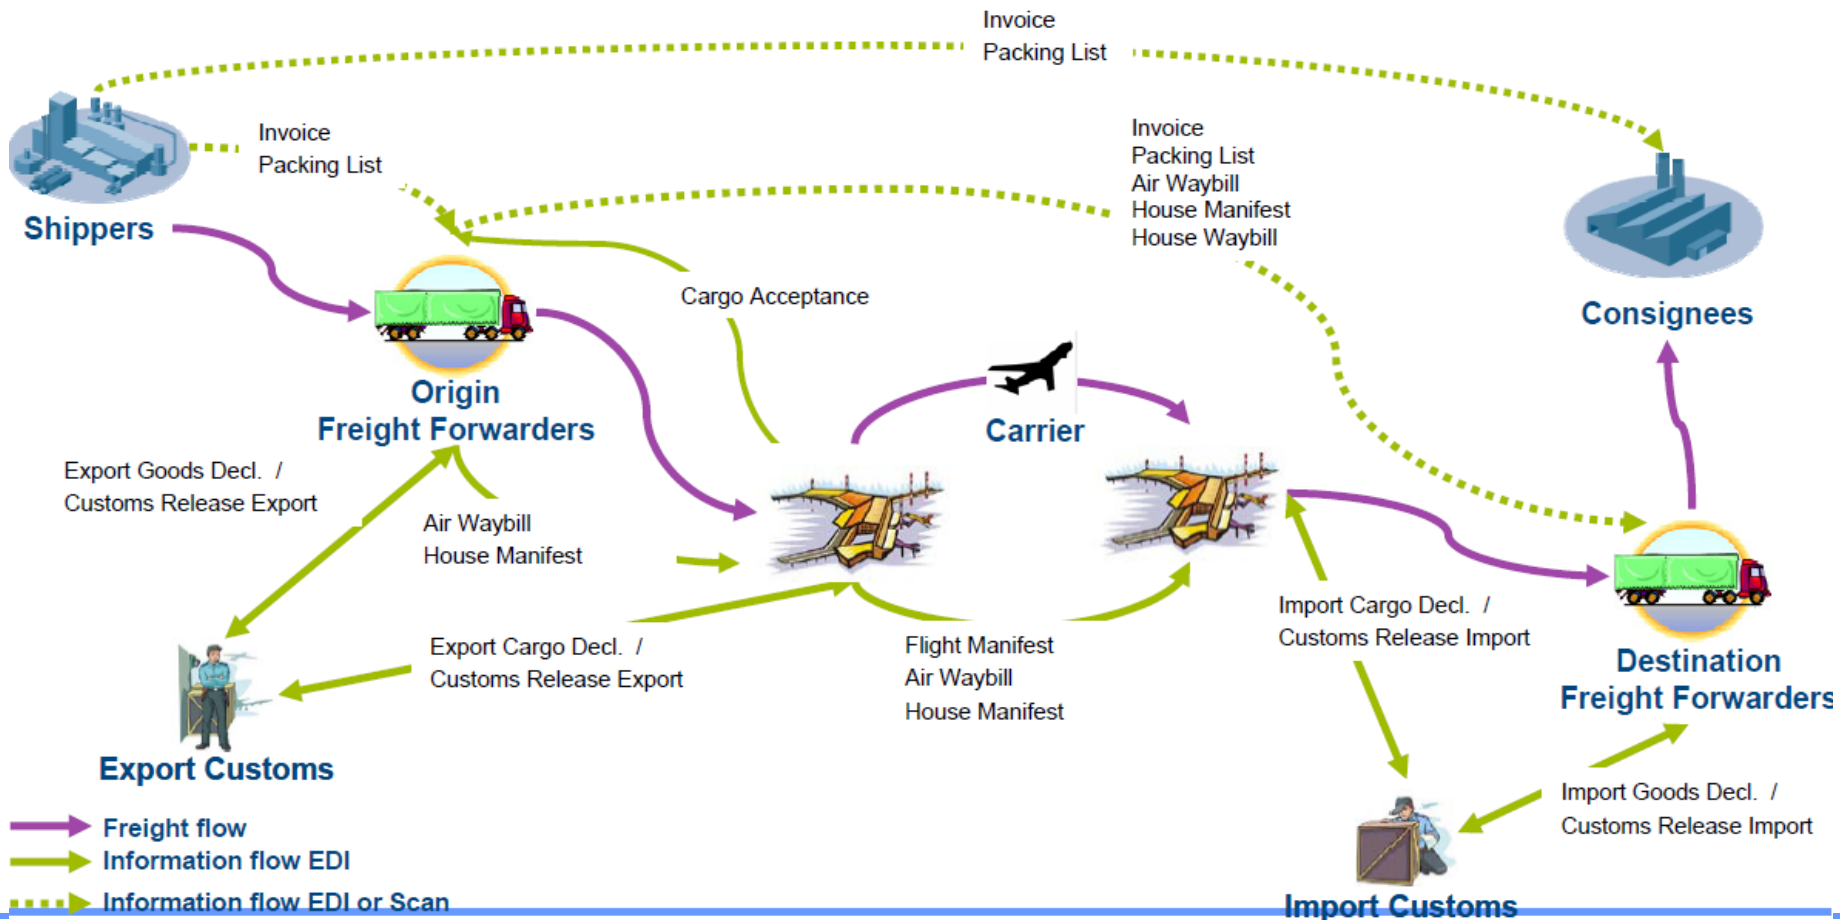 Invoice
Packing List
Invoice
Packing List
Invoice
Packing List
Air Waybill
House Manifest
House Waybill
Shippers
Cargo Acceptance
Consignees
Origin
Freight Forwarders
Carrier
Export Goods Decl. /
Customs Release Export
Air Waybill
House Manifest
Import Cargo Decl. /
Customs Release Import
Export Cargo Decl. /
Customs Release Export
Flight Manifest
Air Waybill
House Manifest
Destination
Freight Forwarders
Export Customs
Import Goods Decl. /
Customs Release Import
Import Customs
Freight flow
Information flow EDI
Information flow EDI or Scan